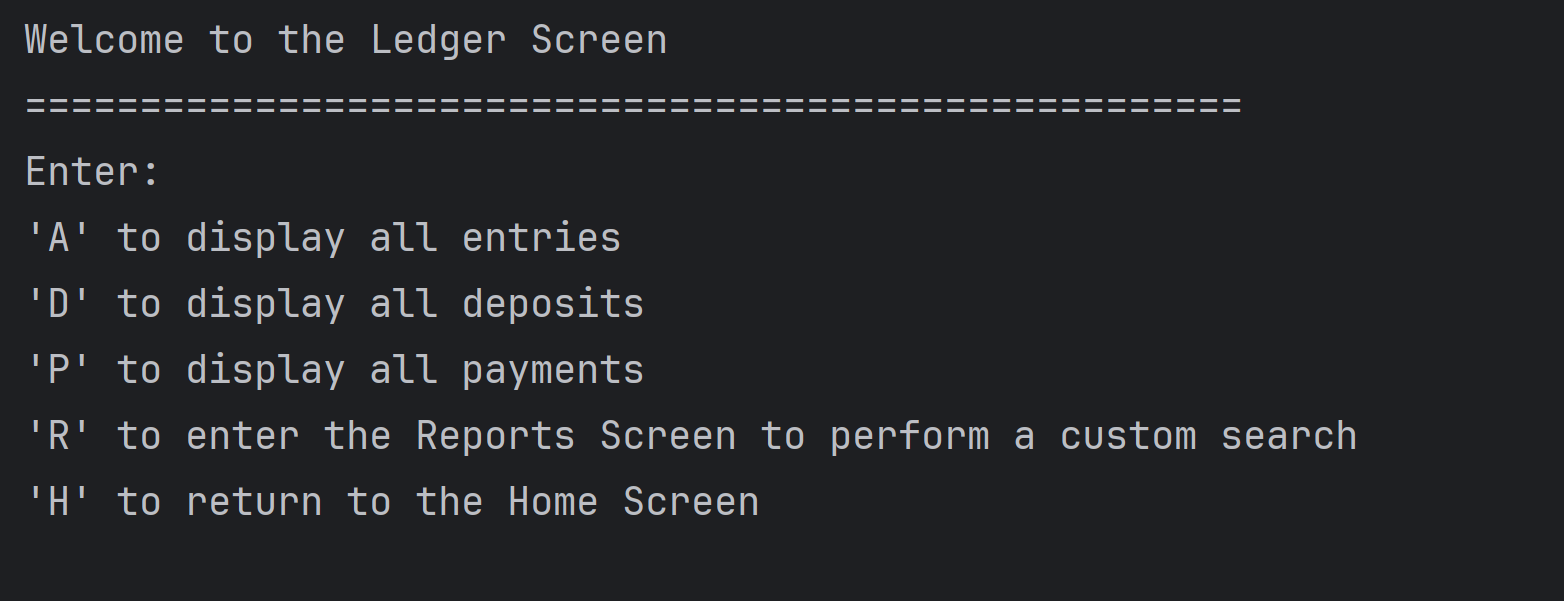 Welcome to the Ledger Screen
=====================================================
Enter:
'A' to display all entries
'D' to display all deposits
'P' to display all payments
'R' to enter the Reports Screen to perform a custom search
'H' to return to the Home Screen